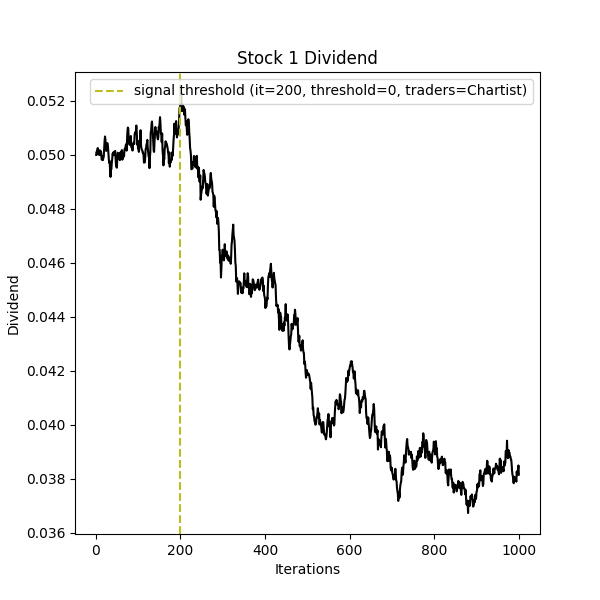 Stock 1 Dividend
signal threshold (it=200, threshold=0, traders=Chartist)
Dividend
0.052
0.050
0.048
0.046
0.044
0.042
0.040
0.038
0.036
0 200 400 600 800 1000
Iterations